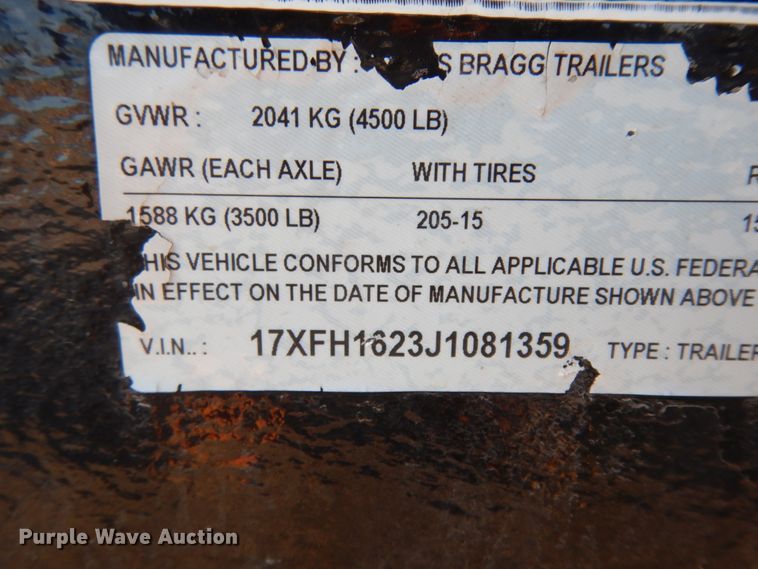 MANUFACTURED BY : S BRAGG TRAILERS
GVWR : 2041 KG (4500 LB)
GAWR (EACH AXLE) WITH TIRES R
1588 KG (3500 LB) 205-15 15
HIS VEHICLE CONFORMS TO ALL APPLICABLE U.S. FEDERA
IN EFFECT ON THE DATE OF MANUFACTURE SHOWN ABOVE
V.I.N.. : 17XFH1623J1081359 TYPE : TRAILER
Purple Wave Auction